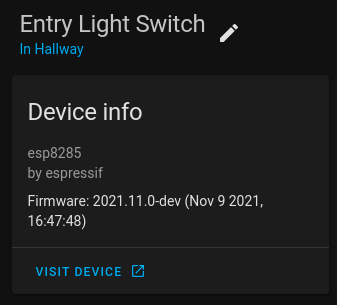 Entry Light Switch
In Hallway
Device info
esp8285
by espressif
Firmware: 2021.11.0-dev (Nov 9 2021,
16:47:48)
VISIT DEVICE